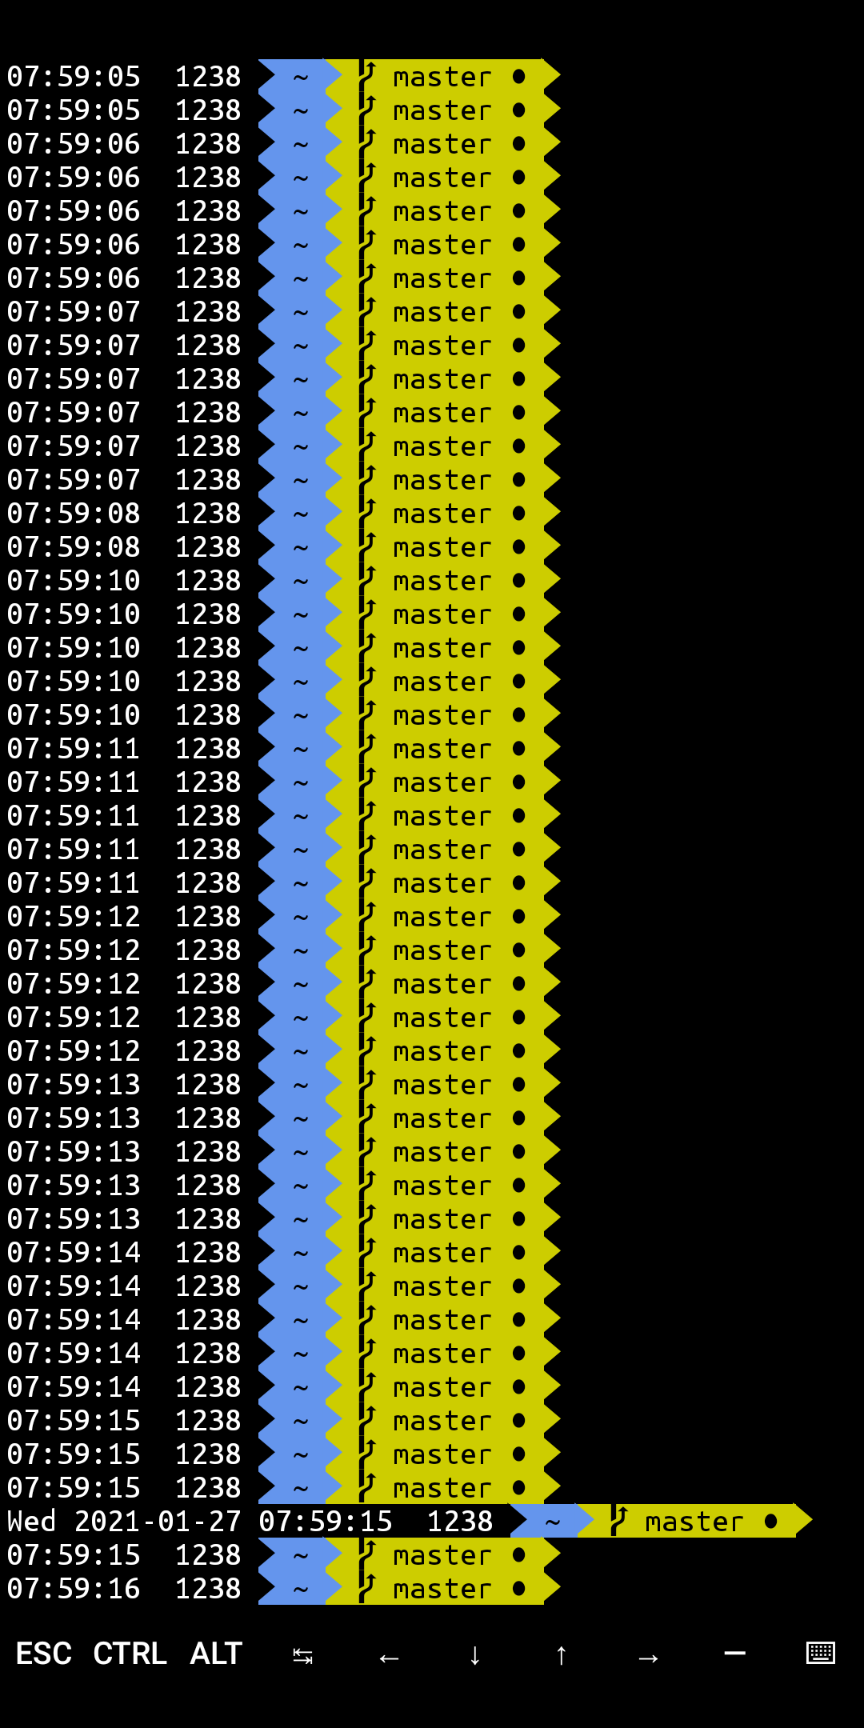 07:59:05 1238 ~ master ●
07:59:05 1238 ~ master ●
07:59:06 1238 ~ master ●
07:59:06 1238 ~ master ●
07:59:06 1238 ~ master ●
07:59:06 1238 ~ master ●
07:59:06 1238 ~ master ●
07:59:07 1238 ~ master ●
07:59:07 1238 ~ master ●
07:59:07 1238 ~ master ●
07:59:07 1238 ~ master ●
07:59:07 1238 ~ master ●
07:59:07 1238 ~ master ●
07:59:08 1238 ~ master ●
07:59:08 1238 ~ master ●
07:59:10 1238 ~ master ●
07:59:10 1238 ~ master ●
07:59:10 1238 ~ master ●
07:59:10 1238 ~ master ●
07:59:10 1238 ~ master ●
07:59:11 1238 ~ master ●
07:59:11 1238 ~ master ●
07:59:11 1238 ~ master ●
07:59:11 1238 ~ master ●
07:59:11 1238 ~ master ●
07:59:12 1238 ~ master ●
07:59:12 1238 ~ master ●
07:59:12 1238 ~ master ●
07:59:12 1238 ~ master ●
07:59:12 1238 ~ master ●
07:59:13 1238 ~ master ●
07:59:13 1238 ~ master ●
07:59:13 1238 ~ master ●
07:59:13 1238 ~ master ●
07:59:13 1238 ~ master ●
07:59:14 1238 ~ master ●
07:59:14 1238 ~ master ●
07:59:14 1238 ~ master ●
07:59:14 1238 ~ master ●
07:59:14 1238 ~ master ●
07:59:15 1238 ~ master ●
07:59:15 1238 ~ master ●
07:59:15 1238 ~ master ●
Wed 2021-01-27 07:59:15 1238 ~ master ●
07:59:15 1238 ~ master ●
07:59:16 1238 ~ master ●
ESC CTRL ALT ↹ ← ↓ ↑ → —